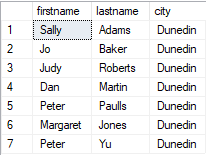 firstname lastname city
1 Sally Adams Dunedin
2 Jo Baker Dunedin
3 Judy Roberts Dunedin
4 Dan Martin Dunedin
5 Peter Paulls Dunedin
6 Margaret Jones Dunedin
7 Peter Yu Dunedin